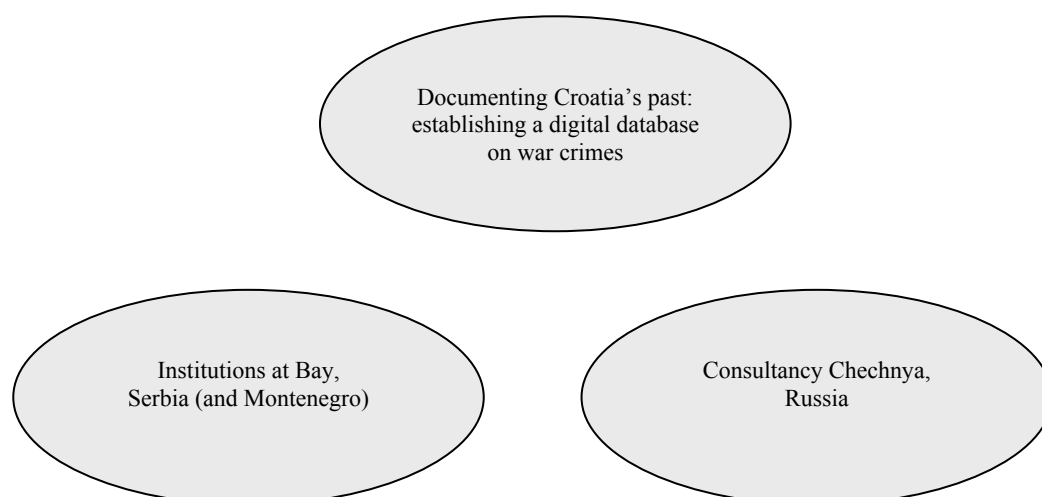 Documenting Croatia’s past:
establishing a digital database
on war crimes
Institutions at Bay,
Serbia (and Montenegro)
Consultancy Chechnya,
Russia